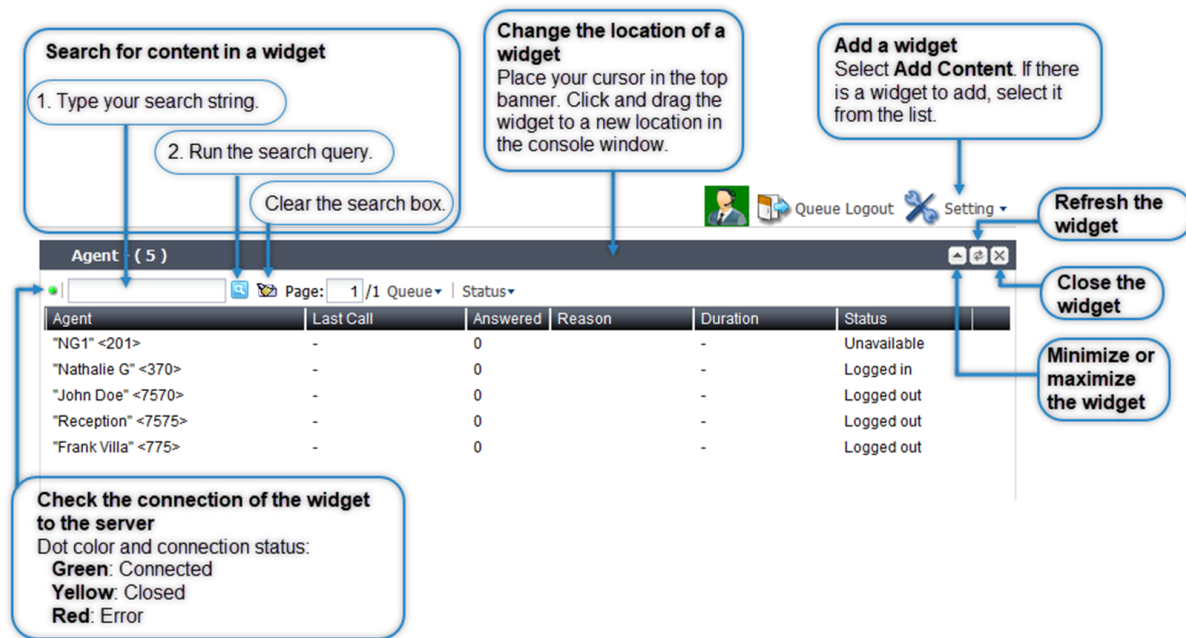 Search for content in a widget
1. Type your search string.
2. Run the search query.
Clear the search box.
Change the location of a
widget
Place your cursor in the top
banner. Click and drag the
widget to a new location in
the console window.
Add a widget
Select Add Content. If there
is a widget to add, select it
from the list.
Queue Logout Setting
Refresh the
widget
Close the
widget
Minimize or
maximize
the widget
Agent - ( 5 )
Page: 1 /1 Queue | Status
Agent Last Call Answered Reason Duration Status
"NG1" <201> - 0 - Unavailable
"Nathalie G" <370> - 0 - Logged in
"John Doe" <7570> - 0 - Logged out
"Reception" <7575> - 0 - Logged out
"Frank Villa" <775> - 0 - Logged out
Check the connection of the widget
to the server
Dot color and connection status:
Green: Connected
Yellow: Closed
Red: Error